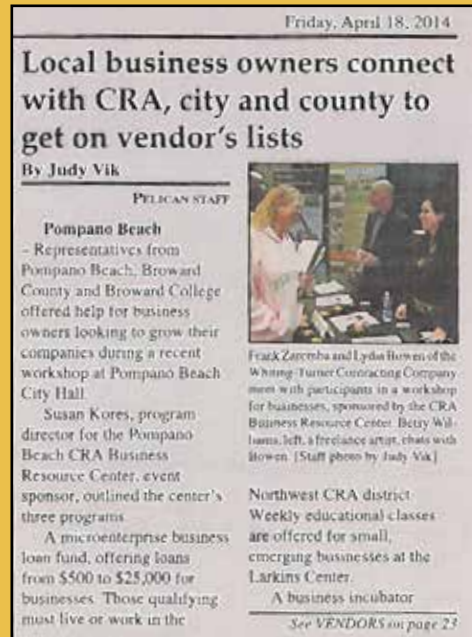 Friday, April 18, 2014
Local business owners connect
with CRA, city and county to
get on vendor's lists
By Judy Vik
PELICAN STAFF
Pompano Beach
– Representatives from
Pompano Beach, Broward
County and Broward College
offered help for business
owners looking to grow their
companies during a recent
workshop at Pompano Beach
City Hall
Susan Kores, program
director for the Pompano
Beach CRA Business
Resource Center, event
sponsor, outlined the center's
three programs.
A microenterprise business
loan fund, offering loans
from $500 to $25,000 for
businesses. Those qualifying
must live or work in the
Frank Zaremba and Lydia Bowen of the
Whiting-Turner Contracting Company
meet with participants in a workshop
for businesses, sponsored by the CRA
Business Resource Center. Betty Wil-
liams, left, a freelance artist, chats with
Bowen. [Staff photo by Judy Vik]
Northwest CRA district
Weekly educational classes
are offered for small,
emerging businesses at the
Larkins Center.
A business incubator
See VENDORS on page 23